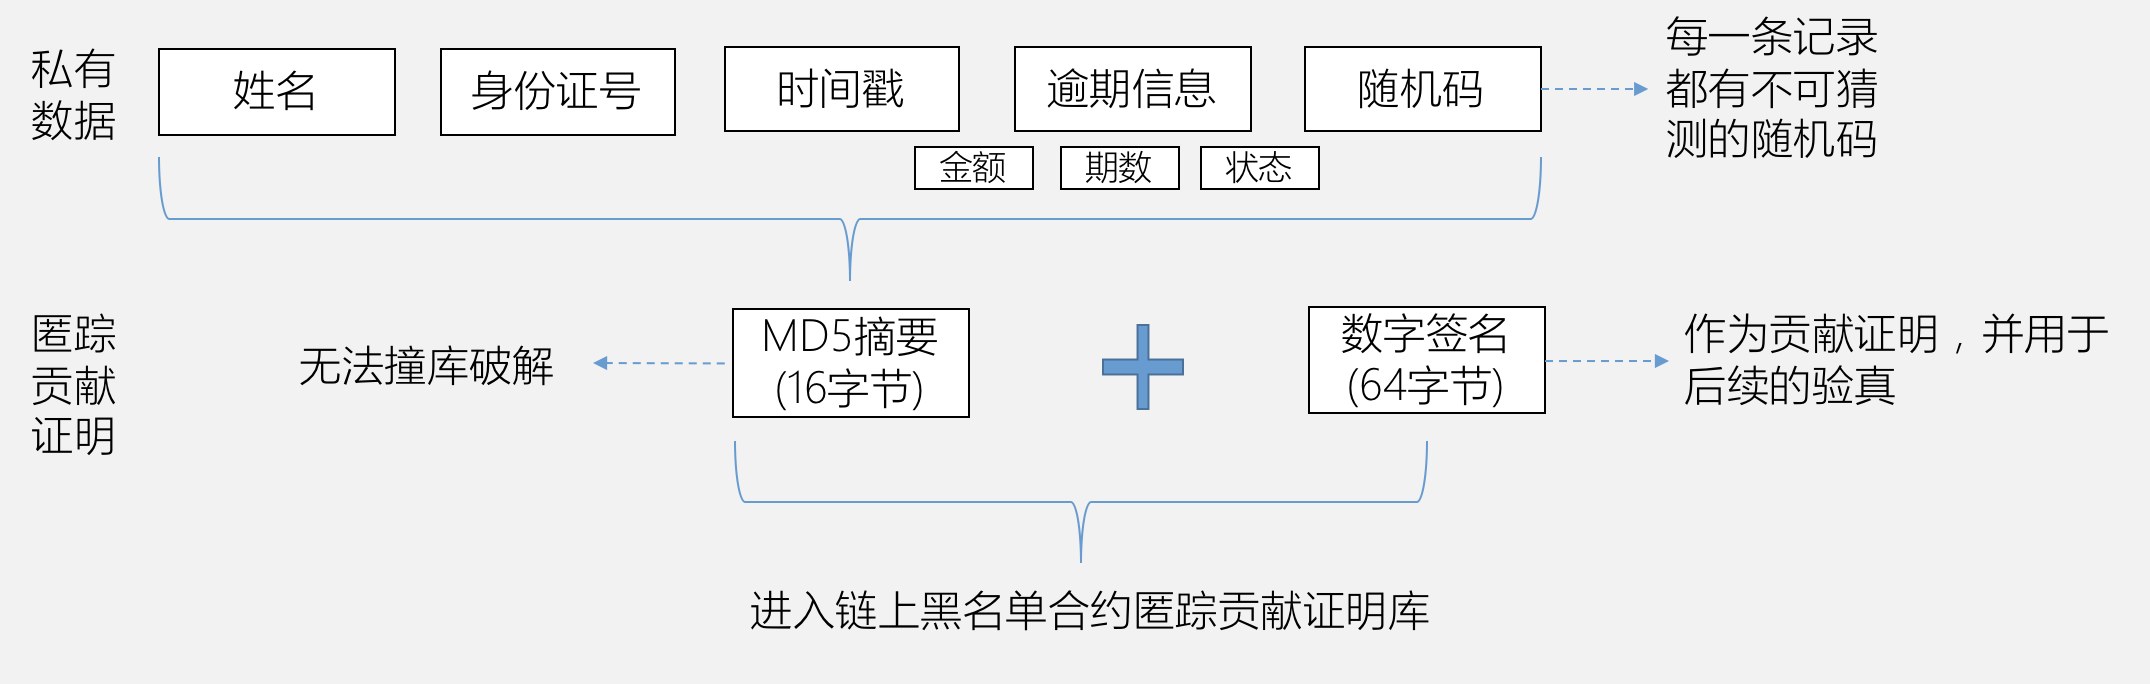 私有
数据
姓名
身份证号
时间戳
逾期信息
随机码
每一条记录
都有不可猜
测的随机码
金额
期数
状态
匿踪
贡献
证明
无法撞库破解
MD5摘要
(16字节)
数字签名
(64字节)
作为贡献证明，并用于
后续的验真
进入链上黑名单合约匿踪贡献证明库